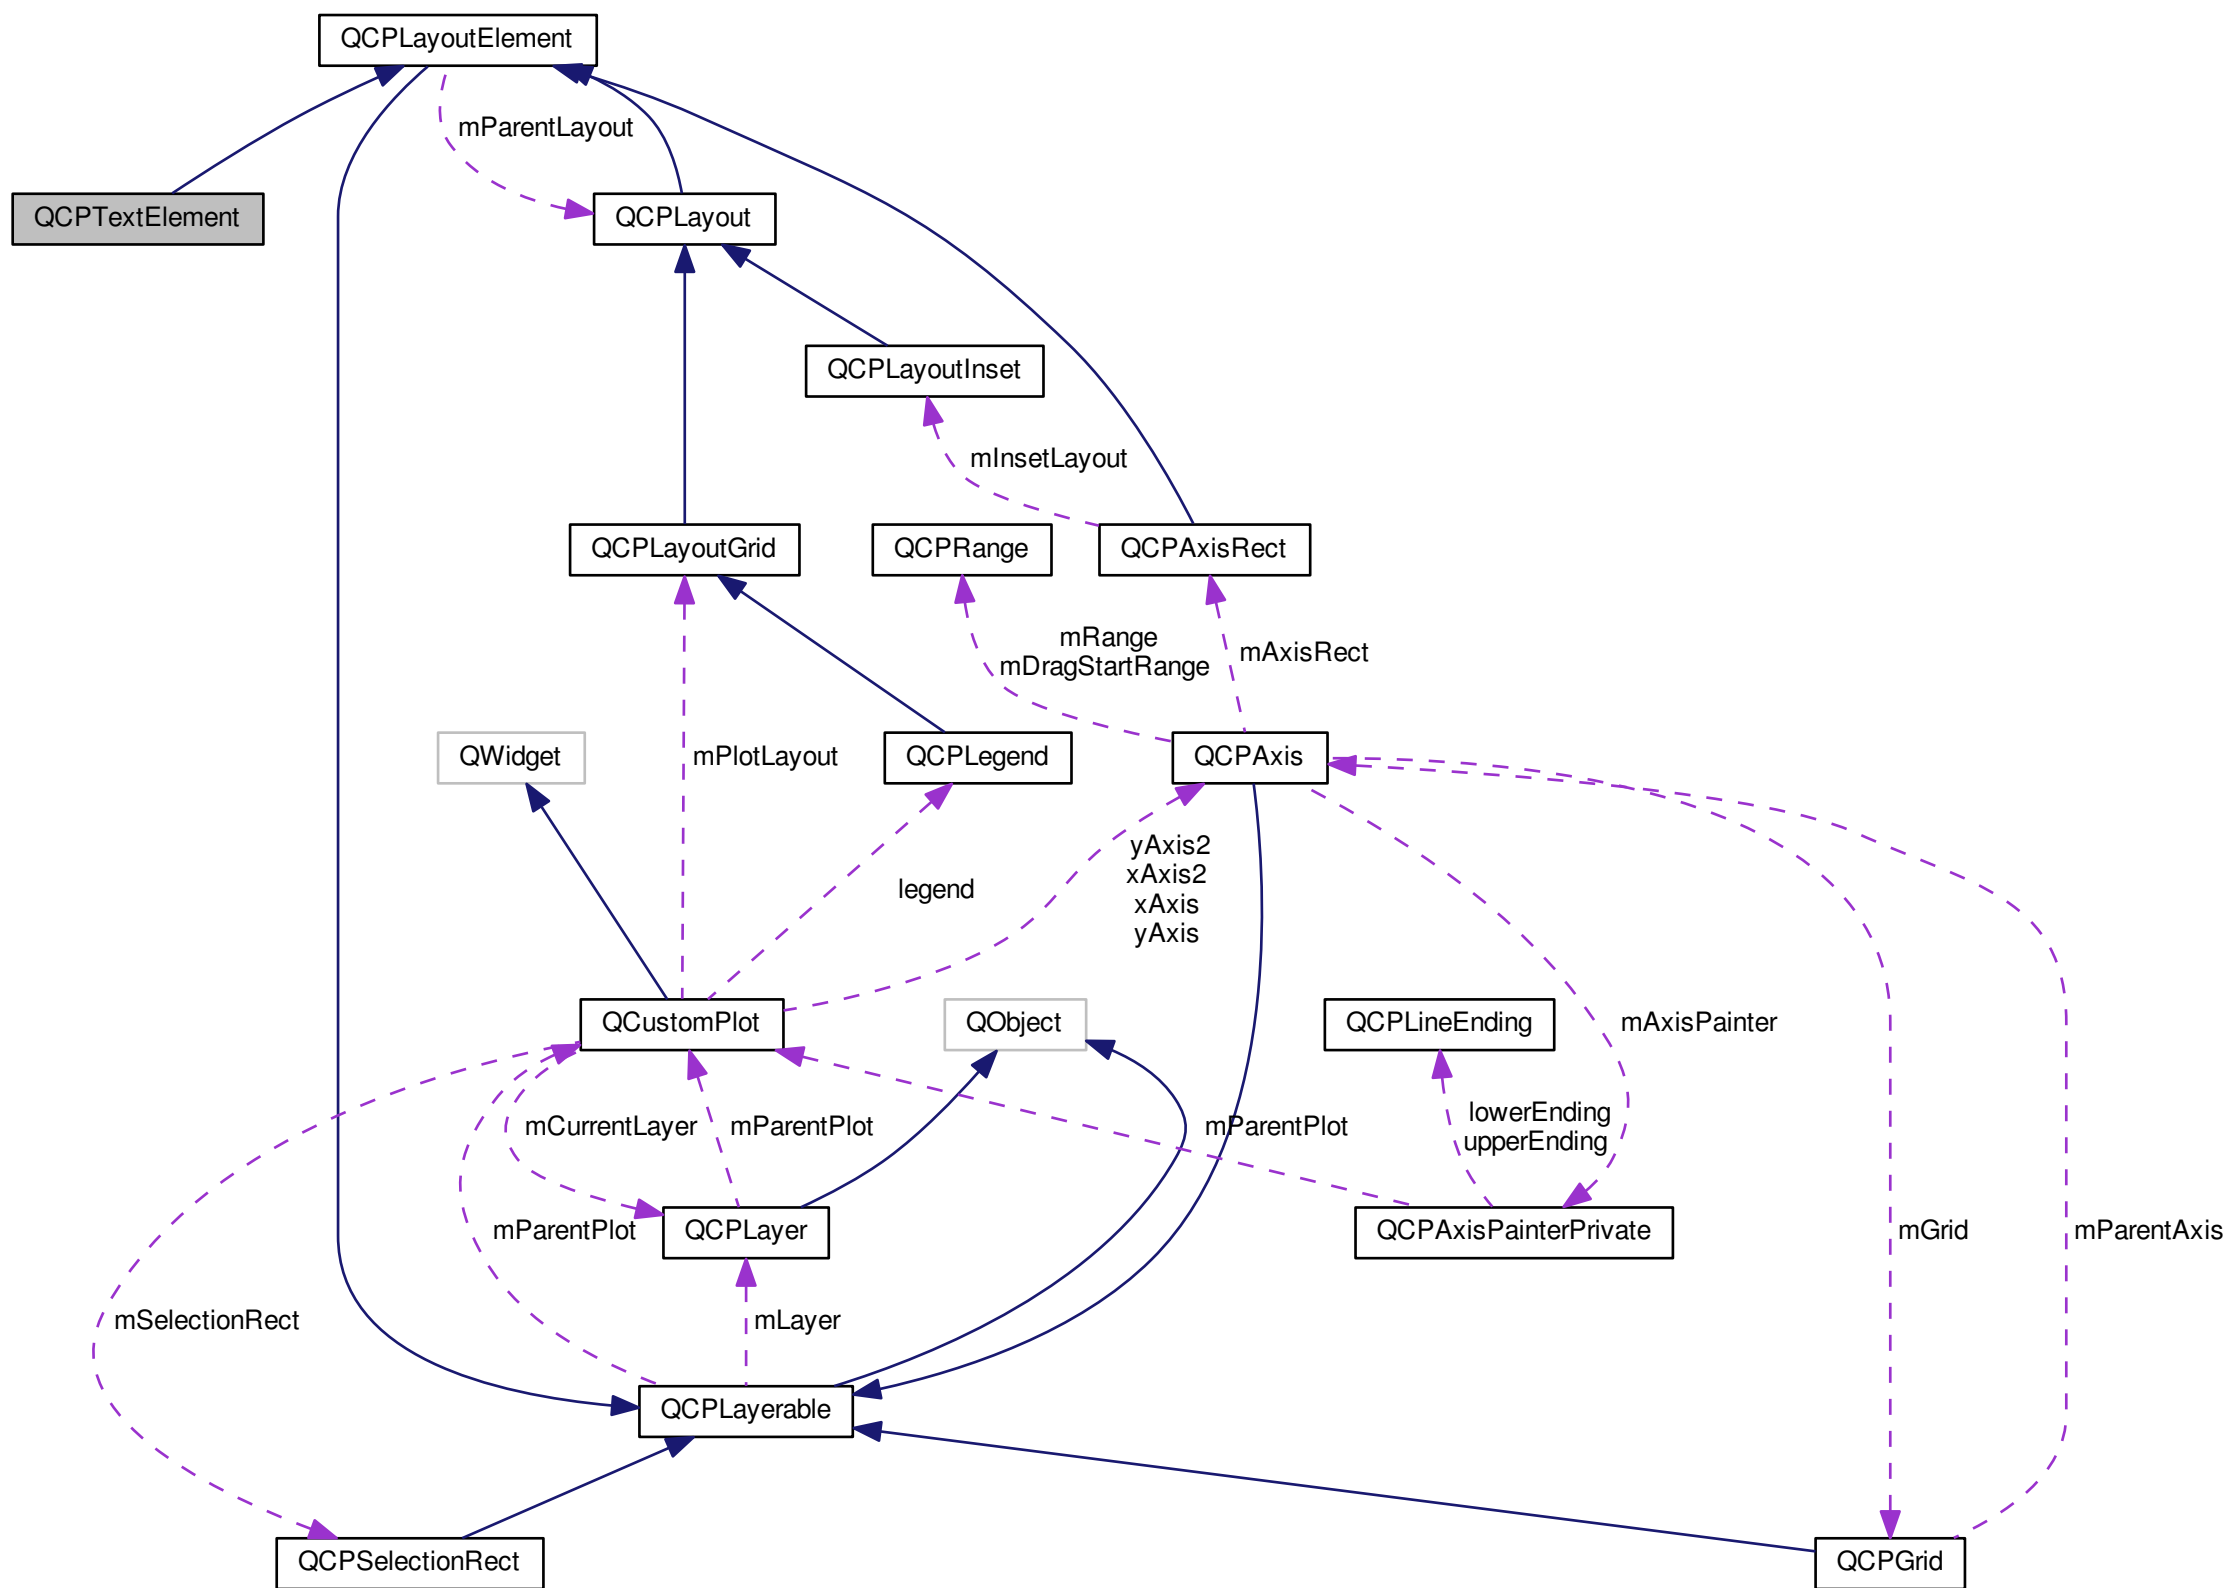 QCPLayoutElement
mParentLayout
QCPTextElement
QCPLayout
QCPLayoutInset
mInsetLayout
QCPLayoutGrid
QCPRange
QCPAxisRect
mRange
mDragStartRange
mAxisRect
QWidget
mPlotLayout
QCPLegend
QCPAxis
legend
yAxis2
xAxis2
xAxis
yAxis
QCustomPlot
QObject
QCPLineEnding
mAxisPainter
mCurrentLayer
mParentPlot
mParentPlot
lowerEnding
upperEnding
mParentPlot
QCPLayer
QCPAxisPainterPrivate
mGrid
mParentAxis
mSelectionRect
mLayer
QCPLayerable
QCPSelectionRect
QCPGrid